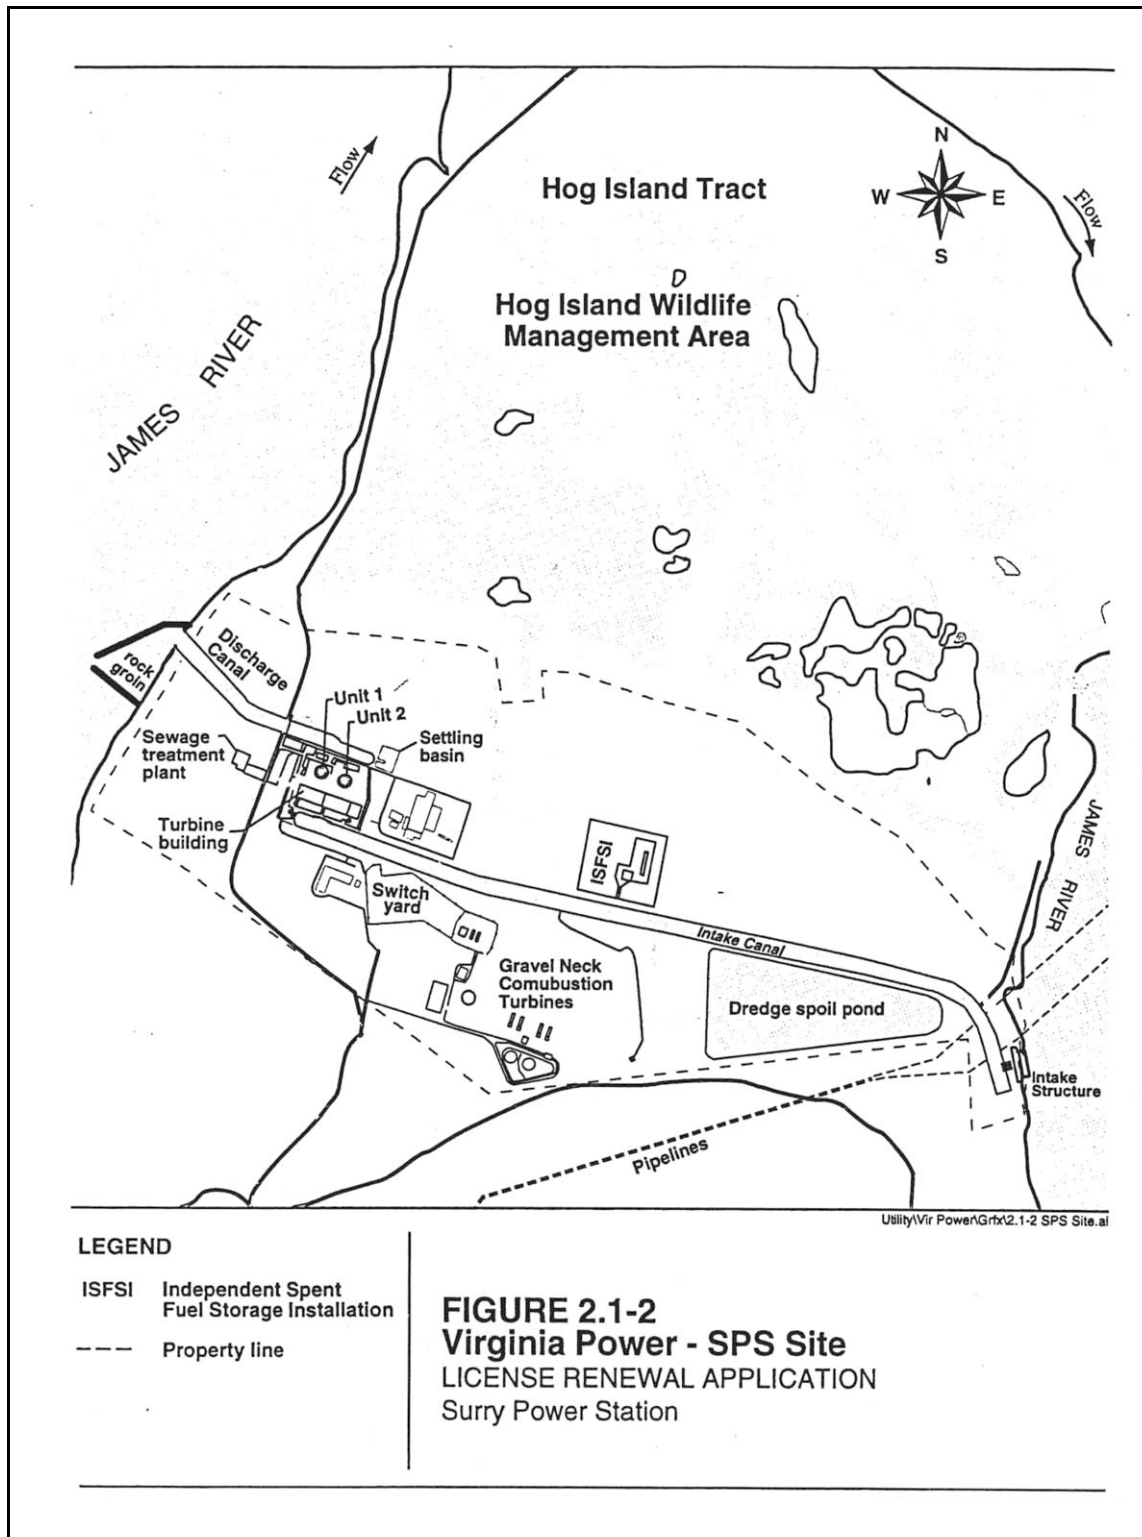 Flow
N
W
E
S
Flow
Hog Island Tract
Hog Island Wildlife
Management Area
JAMES
RIVER
Discharge
Canal
rock
groin
Unit 1
Unit 2
Sewage
treatment
plant
Settling
basin
Turbine
building
ISFSI
JAMES
RIVER
Switch
yard
Intake Canal
Gravel Neck
Comubustion
Turbines
Dredge spoil pond
Intake
Structure
Pipelines
Utility\Vir Power\Grfx\2.1-2 SPS Site.ai
LEGEND
ISFSI Independent Spent
Fuel Storage Installation
Property line
FIGURE 2.1-2
Virginia Power - SPS Site
LICENSE RENEWAL APPLICATION
Surry Power Station